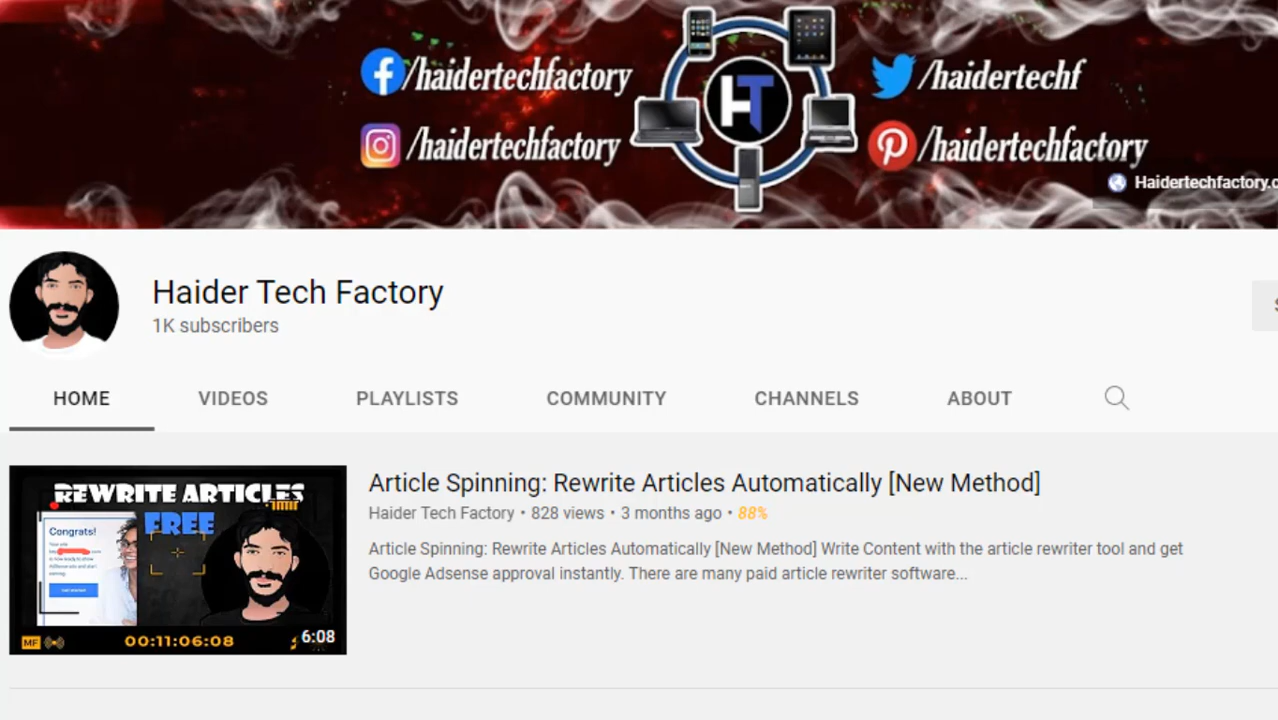 /haidertechfactory
/haidertechf
HT
/haidertechfactory
/haidertechfactory
Haidertechfactory.c
Haider Tech Factory
1K subscribers
HOME VIDEOS PLAYLISTS COMMUNITY CHANNELS ABOUT
REWRITE ARTICLES
FREE
Congrats!
MF
00:11:06:08
6:08
Article Spinning: Rewrite Articles Automatically [New Method]
Haider Tech Factory • 828 views • 3 months ago • 88%
Article Spinning: Rewrite Articles Automatically [New Method] Write Content with the article rewriter tool and get
Google Adsense approval instantly. There are many paid article rewriter software...